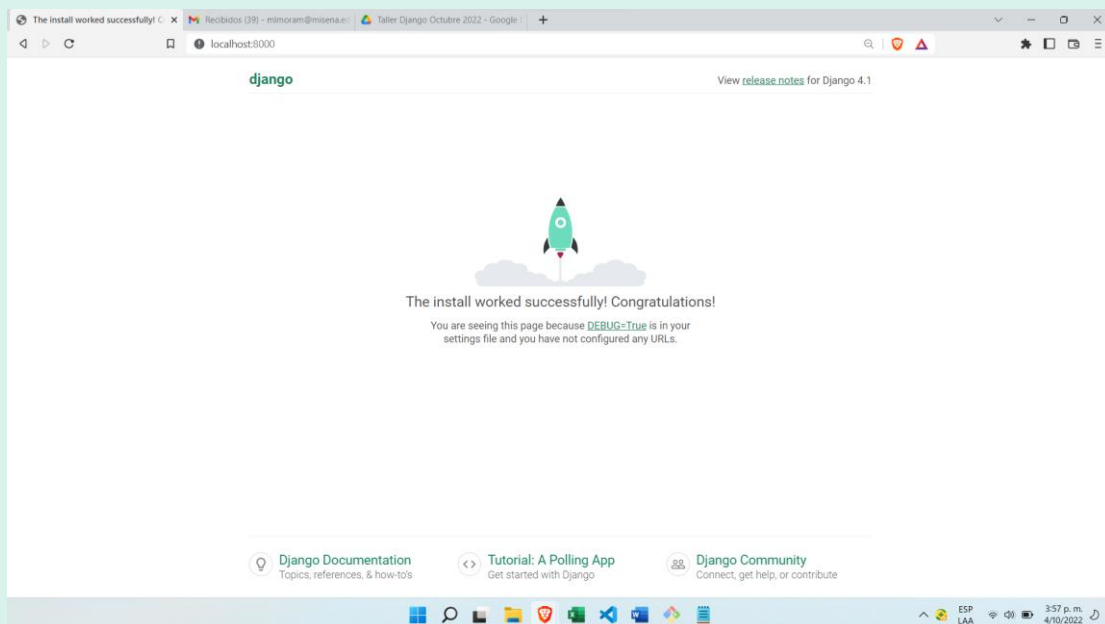 The install worked successfully! C
Recibidos (39) - mimoram@misena.ed
Taller Django Octubre 2022 - Google
localhost:8000
django
View release notes for Django 4.1
The install worked successfully! Congratulations!
You are seeing this page because DEBUG=True is in your
settings file and you have not configured any URLs.
Django Documentation
Topics, references, & how-to's
Tutorial: A Polling App
Get started with Django
Django Community
Connect, get help, or contribute
ESP
LAA
3:57 p. m.
4/10/2022